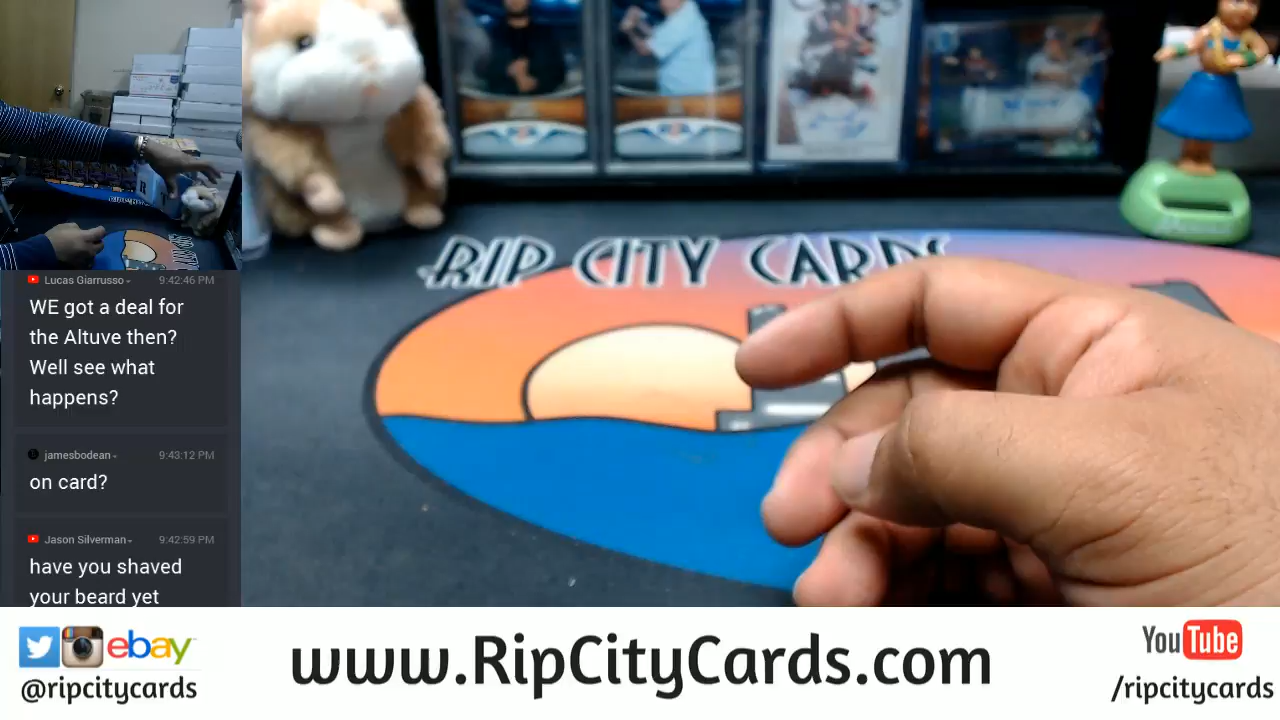 RIP CITY CARDS
Lucas Giarrusso 9:42:46 PM
WE got a deal for
the Altuve then?
Well see what
happens?
jamesbodean 9:43:12 PM
on card?
Jason Silverman 9:42:59 PM
have you shaved
your beard yet
ebay
@ripcitycards
www.RipCityCards.com
YouTube
/ripcitycards